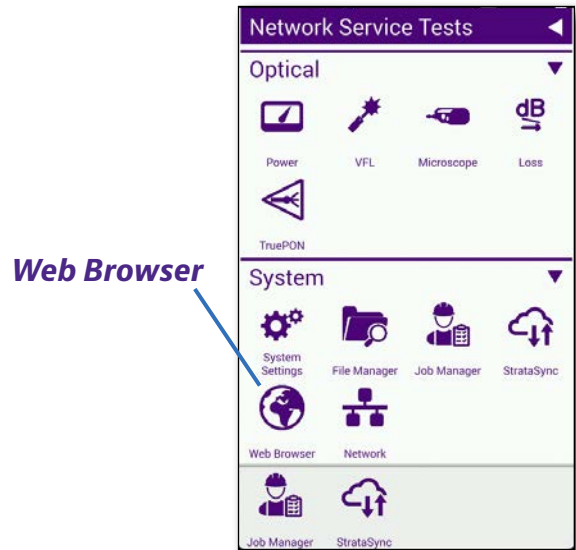 Network Service Tests
Optical
dB
Power VFL Microscope Loss
TruePON
Web Browser
System
System
Settings File Manager Job Manager StrataSync
Web Browser Network
Job Manager StrataSync